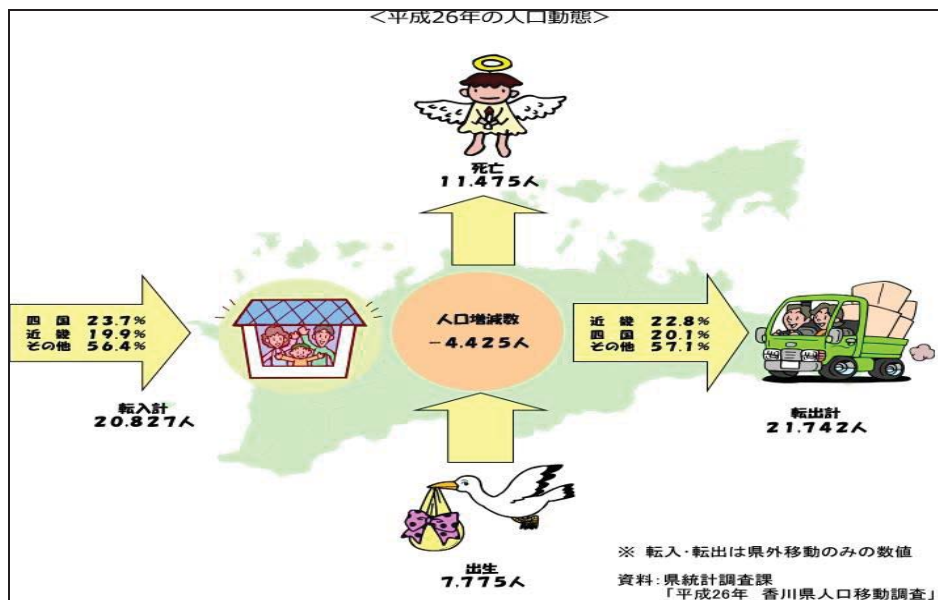 ＜平成26年の人口動態＞
死亡
11.475人
四　国　23.7%
近　畿　19.9%
その他　56.4%
転入計
20.827人
人口増減数
－4.425人
近　畿　22.8%
四　国　20.1%
その他　57.1%
転出計
21.742人
出生
7.775人
※ 転入・転出は県外移動のみの数値
資料：県統計調査課
「平成26年　香川県人口移動調査」